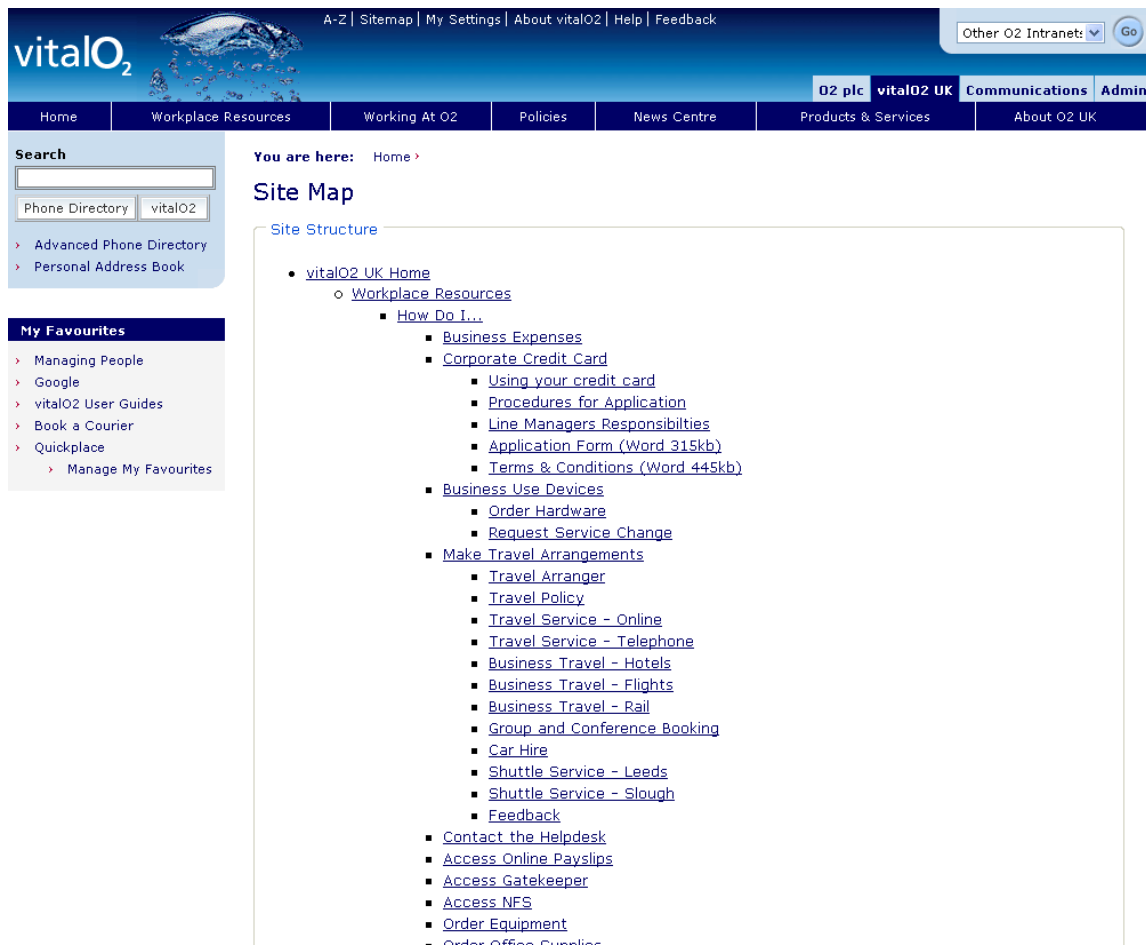 A-Z | Sitemap | My Settings | About vitalO2 | Help | Feedback
Other O2 Intranets
Go
vitalO2
O2 plc vitalO2 UK Communications Admin
Home Workplace Resources Working At O2 Policies News Centre Products & Services About O2 UK
Search
Phone Directory vitalO2
› Advanced Phone Directory
› Personal Address Book
My Favourites
› Managing People
› Google
› vitalO2 User Guides
› Book a Courier
› Quickplace
› Manage My Favourites
You are here: Home ›
Site Map
Site Structure
vitalO2 UK Home
Workplace Resources
How Do I...
Business Expenses
Corporate Credit Card
Using your credit card
Procedures for Application
Line Managers Responsibilties
Application Form (Word 315kb)
Terms & Conditions (Word 445kb)
Business Use Devices
Order Hardware
Request Service Change
Make Travel Arrangements
Travel Arranger
Travel Policy
Travel Service - Online
Travel Service - Telephone
Business Travel - Hotels
Business Travel - Flights
Business Travel - Rail
Group and Conference Booking
Car Hire
Shuttle Service - Leeds
Shuttle Service - Slough
Feedback
Contact the Helpdesk
Access Online Payslips
Access Gatekeeper
Access NFS
Order Equipment
Order Office Supplies